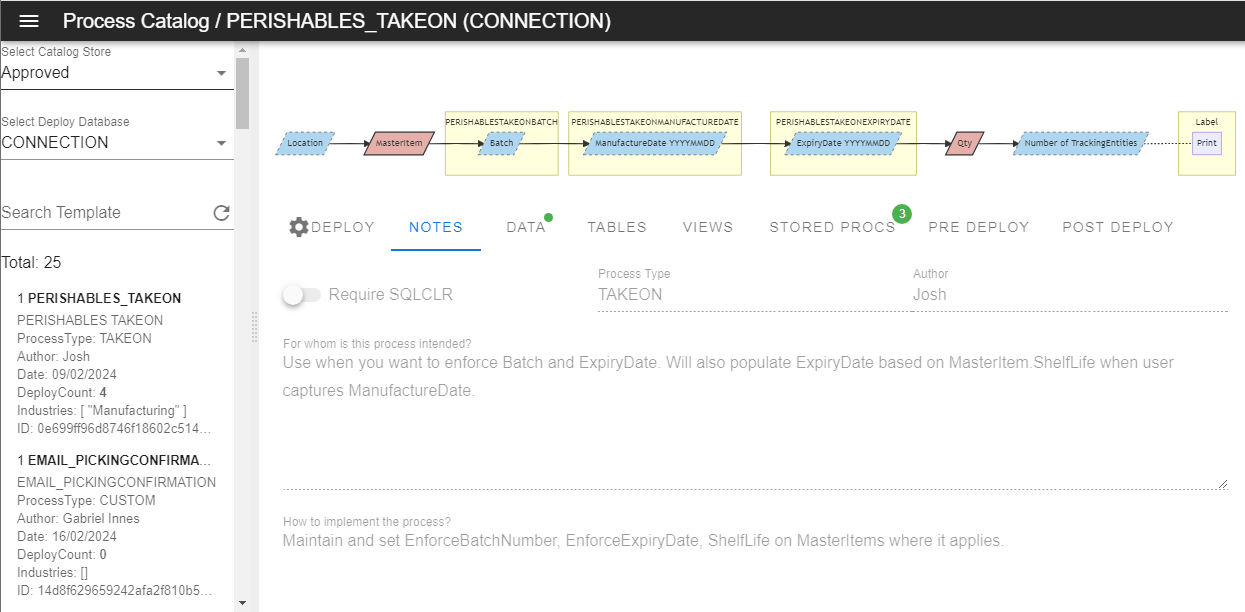 Process Catalog / PERISHABLES_TAKEON (CONNECTION)
Select Catalog Store
Approved
Select Deploy Database
CONNECTION
Search Template
Total: 25
1 PERISHABLES_TAKEON
PERISHABLES TAKEON
ProcessType: TAKEON
Author: Josh
Date: 09/02/2024
DeployCount: 4
Industries: [ "Manufacturing" ]
ID: 0e699ff96d8746f18602c514...
1 EMAIL_PICKINGCONFIRMA...
EMAIL_PICKINGCONFIRMATION
ProcessType: CUSTOM
Author: Gabriel Innes
Date: 16/02/2024
DeployCount: 0
Industries: []
ID: 14d8f629659242afa2f810b5...
PERISHABLESTAKEONBATCH PERISHABLESTAKEONMANUFACTUREDATE PERISHABLESTAKEONEXPIRYDATE Label
Location MasterItem Batch ManufactureDate YYYYMMDD ExpiryDate YYYYMMDD Qty Number of TrackingEntities Print
DEPLOY NOTES DATA TABLES VIEWS STORED PROCS 3 PRE DEPLOY POST DEPLOY
Process Type Author
Require SQLCLR TAKEON Josh
For whom is this process intended?
Use when you want to enforce Batch and ExpiryDate. Will also populate ExpiryDate based on MasterItem.ShelfLife when user
captures ManufactureDate.
How to implement the process?
Maintain and set EnforceBatchNumber, EnforceExpiryDate, ShelfLife on MasterItems where it applies.